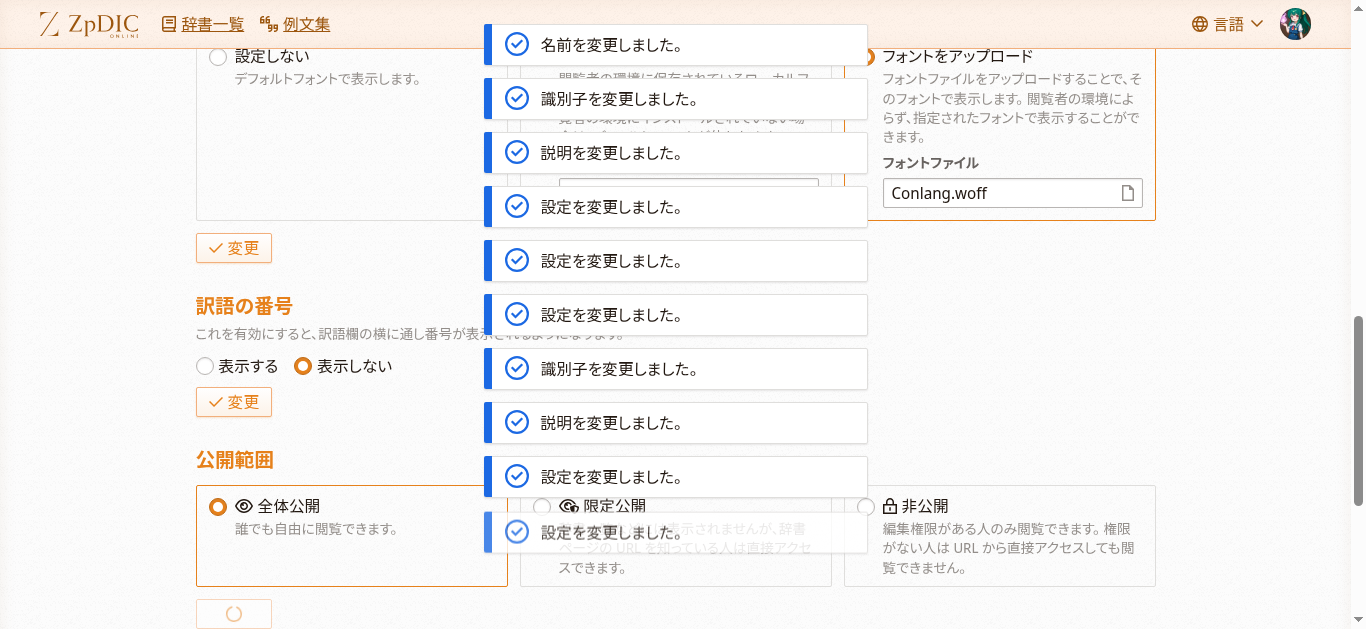 ZpDIC
ONLINE
辞書一覧
例文集
言語
名前を変更しました。
識別子を変更しました。
説明を変更しました。
設定を変更しました。
設定を変更しました。
設定を変更しました。
識別子を変更しました。
説明を変更しました。
設定を変更しました。
設定を変更しました。
設定しない
デフォルトフォントで表示します。
フォントをアップロード
フォントファイルをアップロードすることで、そ
のフォントで表示します。閲覧者の環境によ
らず、指定されたフォントで表示することがで
きます。
フォントファイル
Conlang.woff
変更
訳語の番号
これを有効にすると、訳語欄の横に通し番号が表示されるようになります。
表示する
表示しない
変更
公開範囲
全体公開
誰でも自由に閲覧できます。
限定公開
表示されませんが、辞書
ページの URL を知っている人は直接アクセ
スできます。
非公開
編集権限がある人のみ閲覧できます。権限
がない人は URL から直接アクセスしても閲
覧できません。